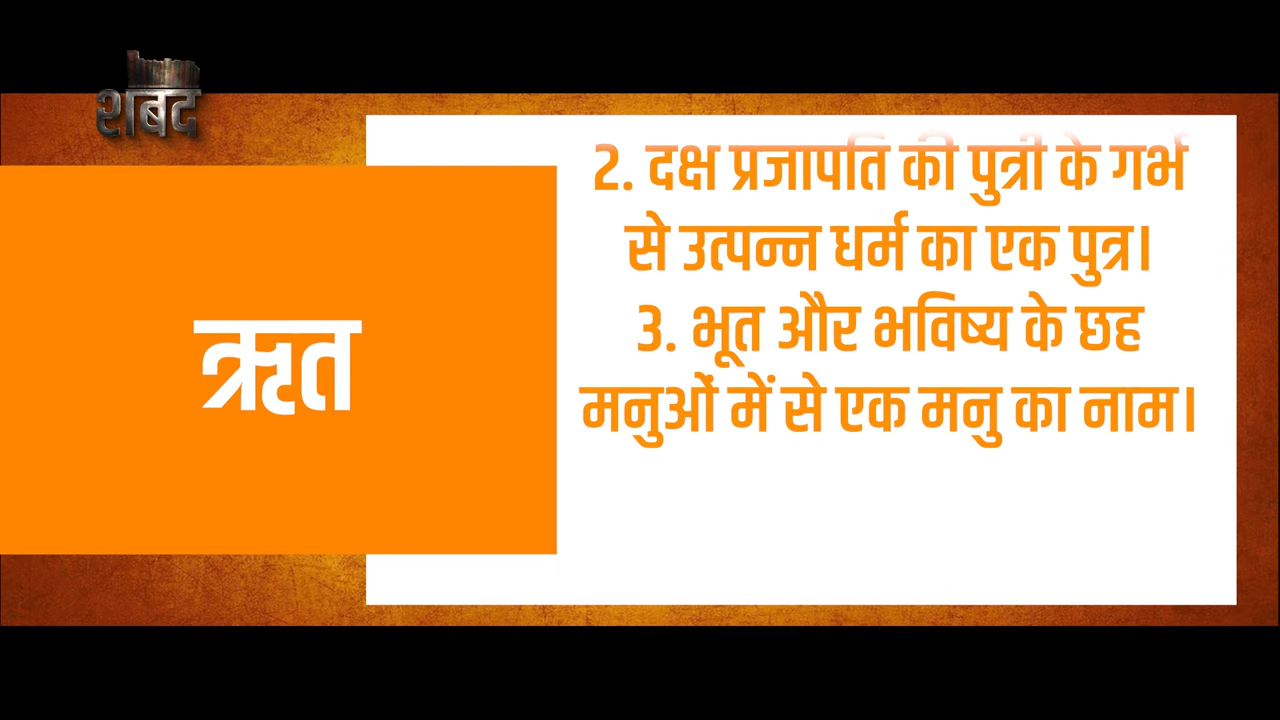 शबद
ऋत
2. दक्ष प्रजापति की पुत्री के गर्भ
से उत्पन्न धर्म का एक पुत्र।
3. भूत और भविष्य के छह
मनुओं में से एक मनु का नाम।